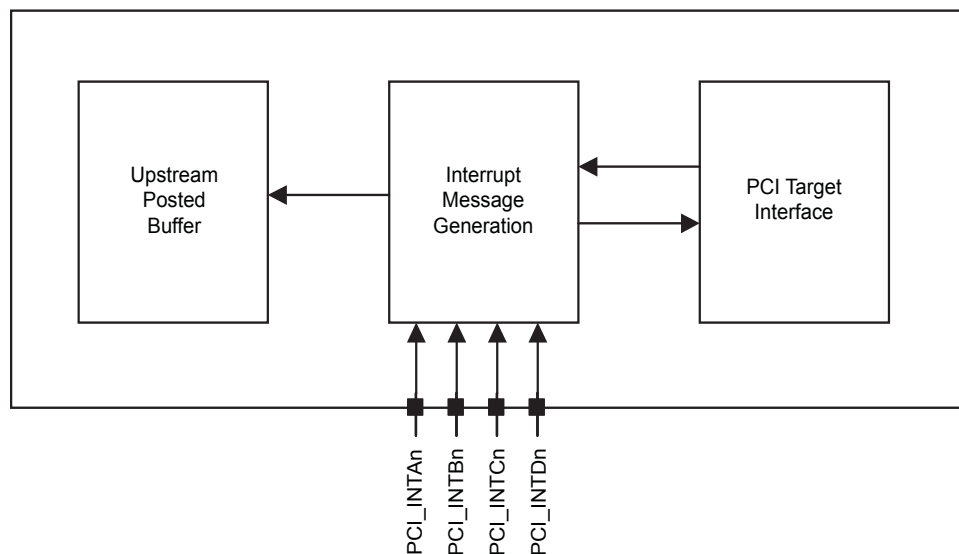 Upstream
Posted
Buffer
Interrupt
Message
Generation
PCI Target
Interface
PCI_INTAn
PCI_INTBn
PCI_INTCn
PCI_INTDn